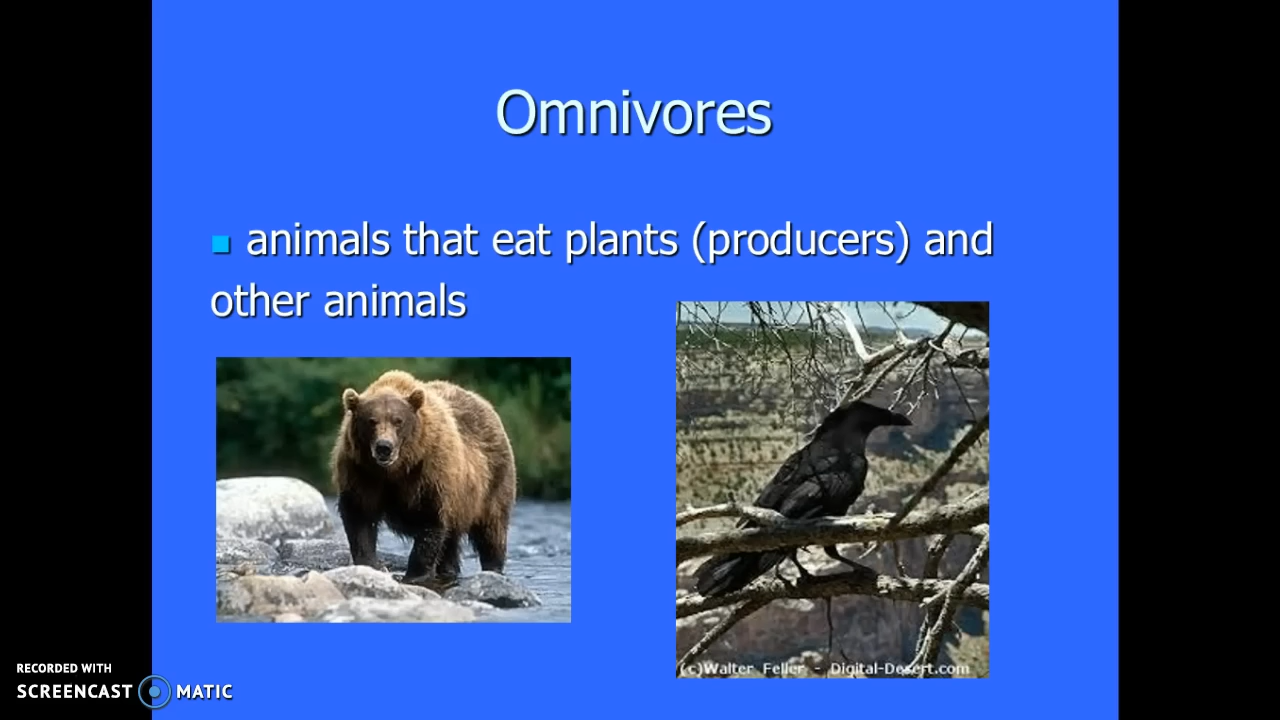 Omnivores
animals that eat plants (producers) and
other animals
(c)Walter Feller - Digital-Desert.com
RECORDED WITH
SCREENCAST MATIC